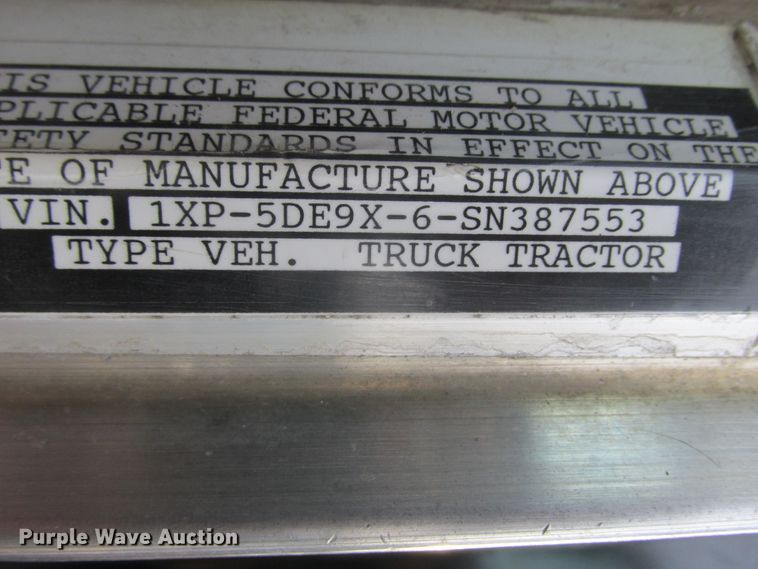 IS VEHICLE CONFORMS TO ALL
PLICABLE FEDERAL MOTOR VEHICLE
FETY STANDARDS IN EFFECT ON THE
TE OF MANUFACTURE SHOWN ABOVE
VIN. 1XP-5DE9X-6-SN387553
TYPE VEH. TRUCK TRACTOR
Purple Wave Auction